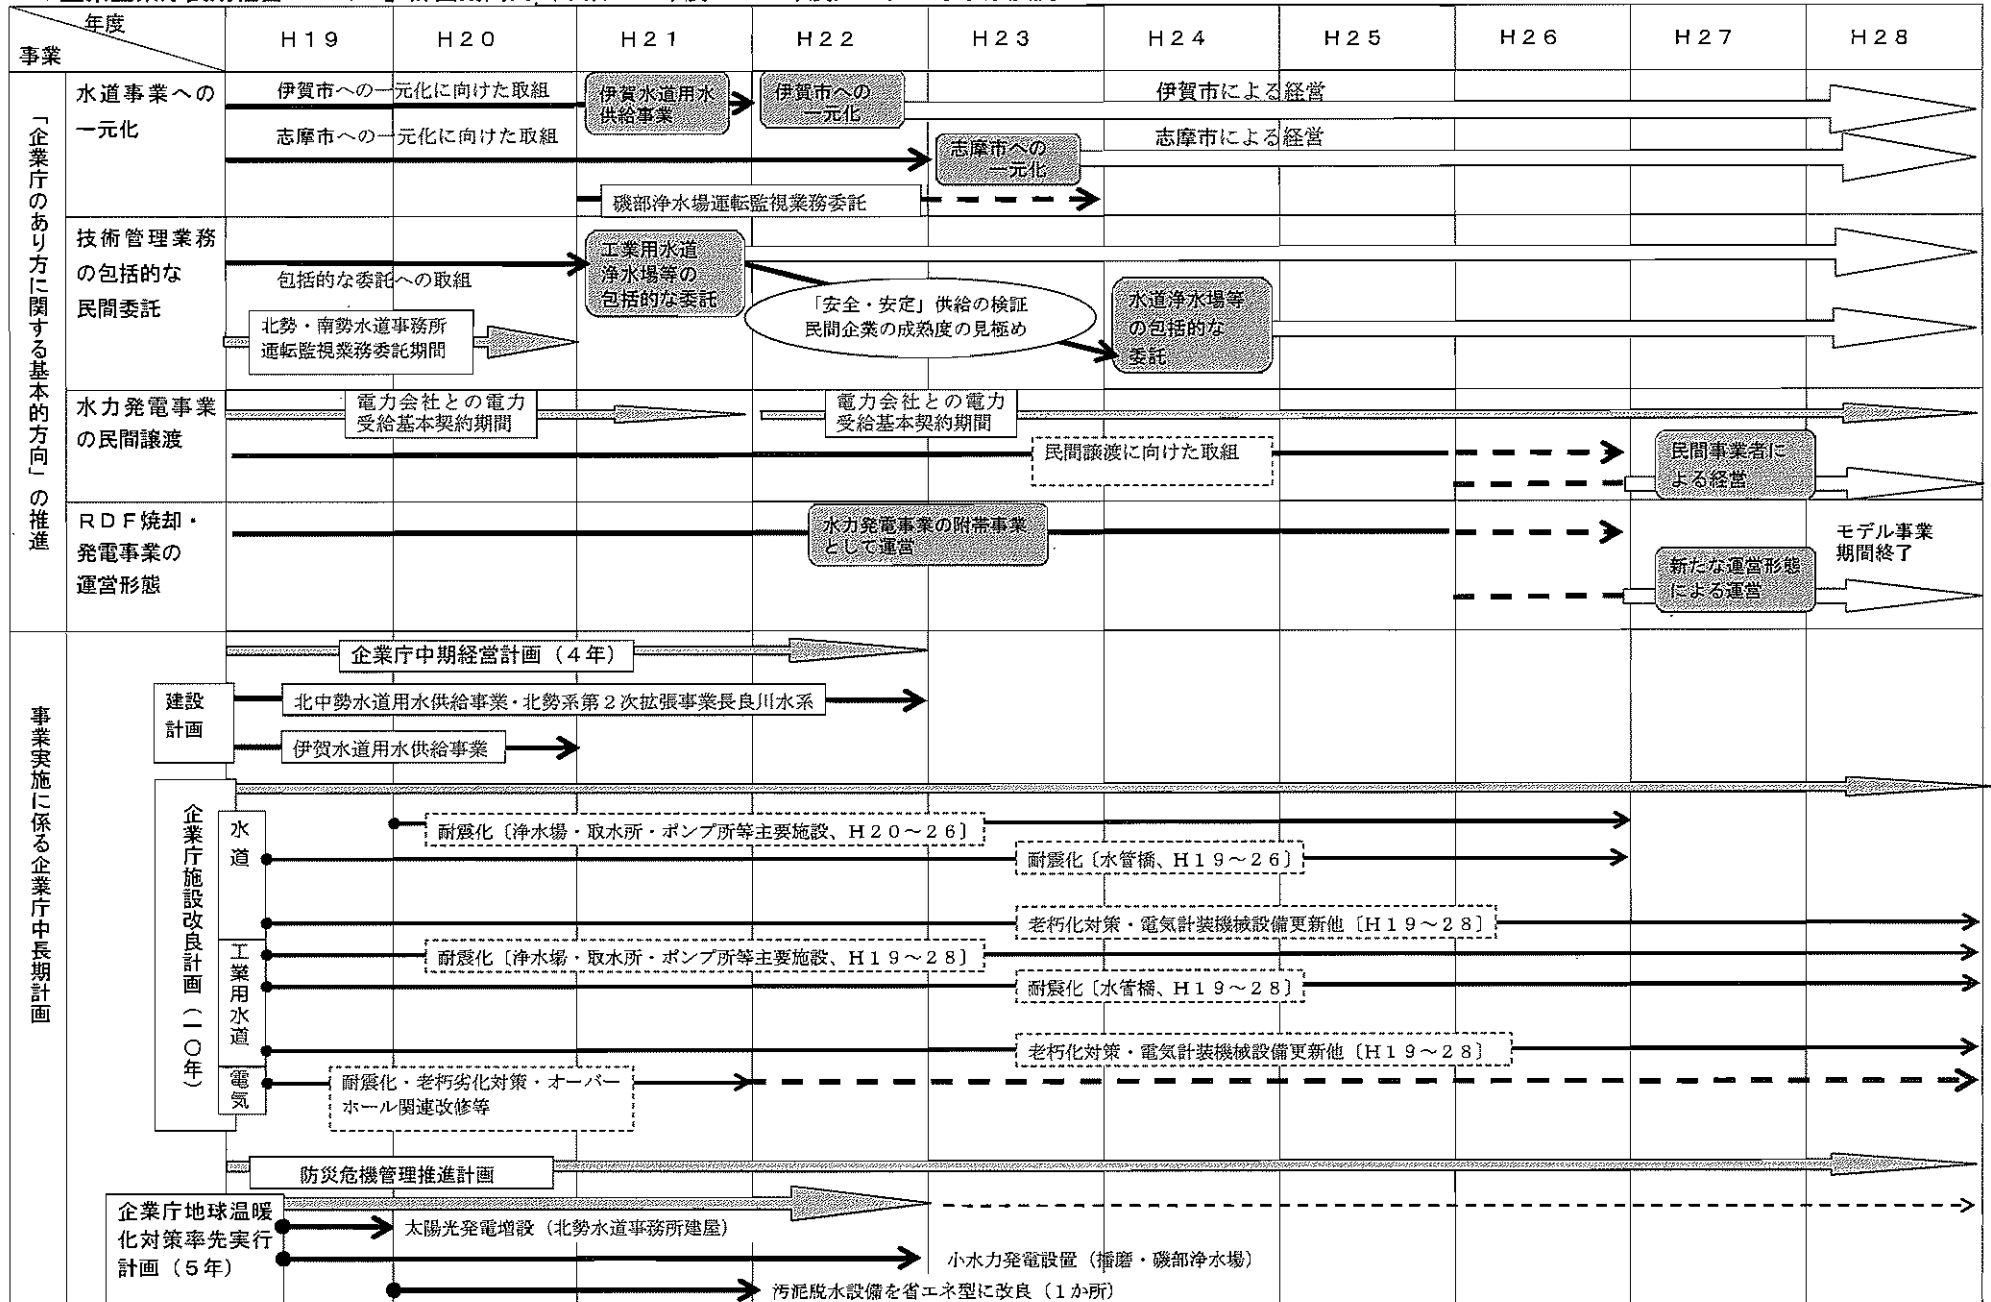 年度
事業
H19 H20 H21 H22 H23 H24 H25 H26 H27 H28
「企業庁のあり方に関する基本的方向」の推進
水道事業への
一元化
伊賀市への一元化に向けた取組
伊賀水道用水
供給事業
伊賀市への
一元化
伊賀市による経営
志摩市への一元化に向けた取組
志摩市への
一元化
志摩市による経営
磯部浄水場運転監視業務委託
技術管理業務
の包括的な
民間委託
包括的な委託への取組
工業用水道
浄水場等の
包括的な委託
「安全・安定」供給の検証
民間企業の成熟度の見極め
水道浄水場等
の包括的な
委託
北勢・南勢水道事務所
運転監視業務委託期間
水力発電事業
の民間譲渡
電力会社との電力
受給基本契約期間
電力会社との電力
受給基本契約期間
民間譲渡に向けた取組
民間事業者に
よる経営
RDF焼却・
発電事業の
運営形態
水力発電事業の附帯事業
として運営
モデル事業
期間終了
新たな運営形態
による運営
事業実施に係る企業庁中長期計画
企業庁中期経営計画(4年)
建設
計画
北中勢水道用水供給事業・北勢系第2次拡張事業長良川水系
伊賀水道用水供給事業
企業庁施設改良計画(一〇年)
水道
耐震化〔浄水場・取水所・ポンプ所等主要施設、H20~26〕
耐震化〔水管橋、H19~26〕
老朽化対策・電気計装機械設備更新他〔H19~28〕
工業用水道
耐震化〔浄水場・取水所・ポンプ所等主要施設、H19~28〕
耐震化〔水管橋、H19~28〕
老朽化対策・電気計装機械設備更新他〔H19~28〕
電気
耐震化・老朽劣化対策・オーバー
ホール関連改修等
防災危機管理推進計画
企業庁地球温暖
化対策率先実行
計画(5年)
太陽光発電増設(北勢水道事務所建屋)
小水力発電設置(播磨・磯部浄水場)
汚泥脱水設備を省エネ型に改良(1か所)